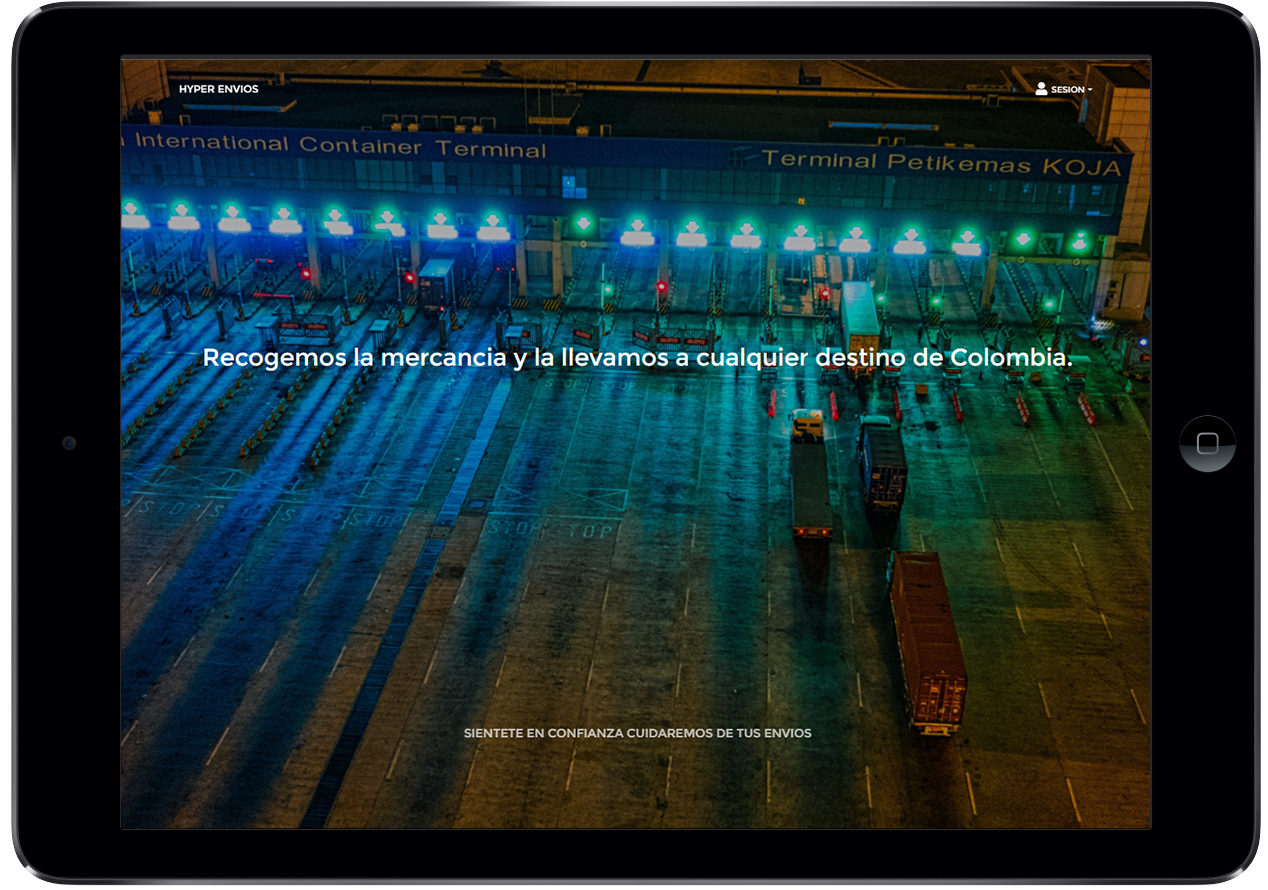 HYPER ENVIOS
SESION
International Container Terminal
Terminal Petikemas KOJA
Recogemos la mercancia y la llevamos a cualquier destino de Colombia.
STOP STOP STOP STOP
STOP TOP
SIENTETE EN CONFIANZA CUIDAREMOS DE TUS ENVIOS